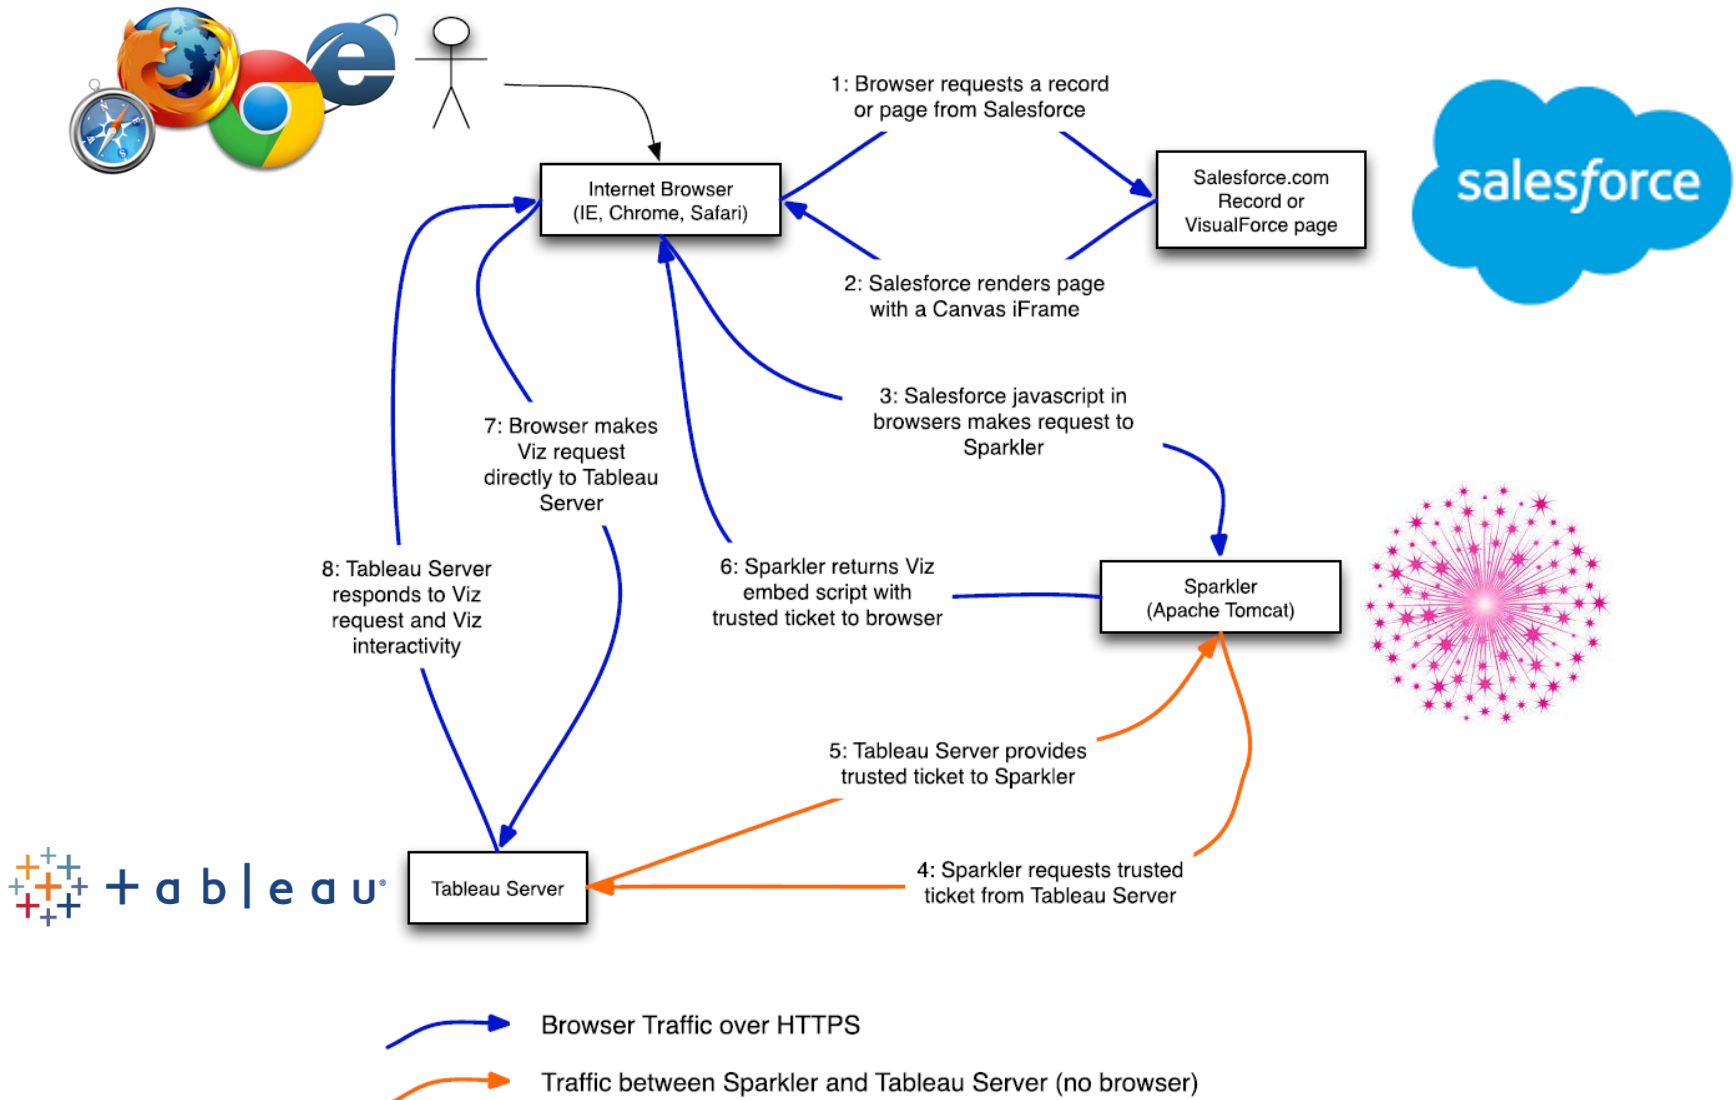 1: Browser requests a record
or page from Salesforce
salesforce
Internet Browser
(IE, Chrome, Safari)
Salesforce.com
Record or
VisualForce page
2: Salesforce renders page
with a Canvas iFrame
3: Salesforce javascript in
browsers makes request to
Sparkler
7: Browser makes
Viz request
directly to Tableau
Server
8: Tableau Server
responds to Viz
request and Viz
interactivity
6: Sparkler returns Viz
embed script with
trusted ticket to browser
Sparkler
(Apache Tomcat)
5: Tableau Server provides
trusted ticket to Sparkler
4: Sparkler requests trusted
ticket from Tableau Server
+ableau®
Tableau Server
Browser Traffic over HTTPS
Traffic between Sparkler and Tableau Server (no browser)